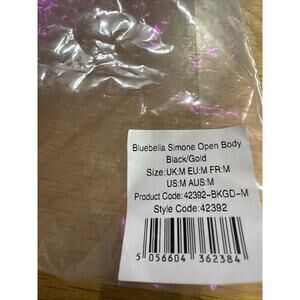 Bluebella Simone Open Body
Black/Gold
Size:UK:M EU:M FR:M
US:M AUS:M
Product Code:42392-BKGD-M
Style Code:42392
5 056604 362384